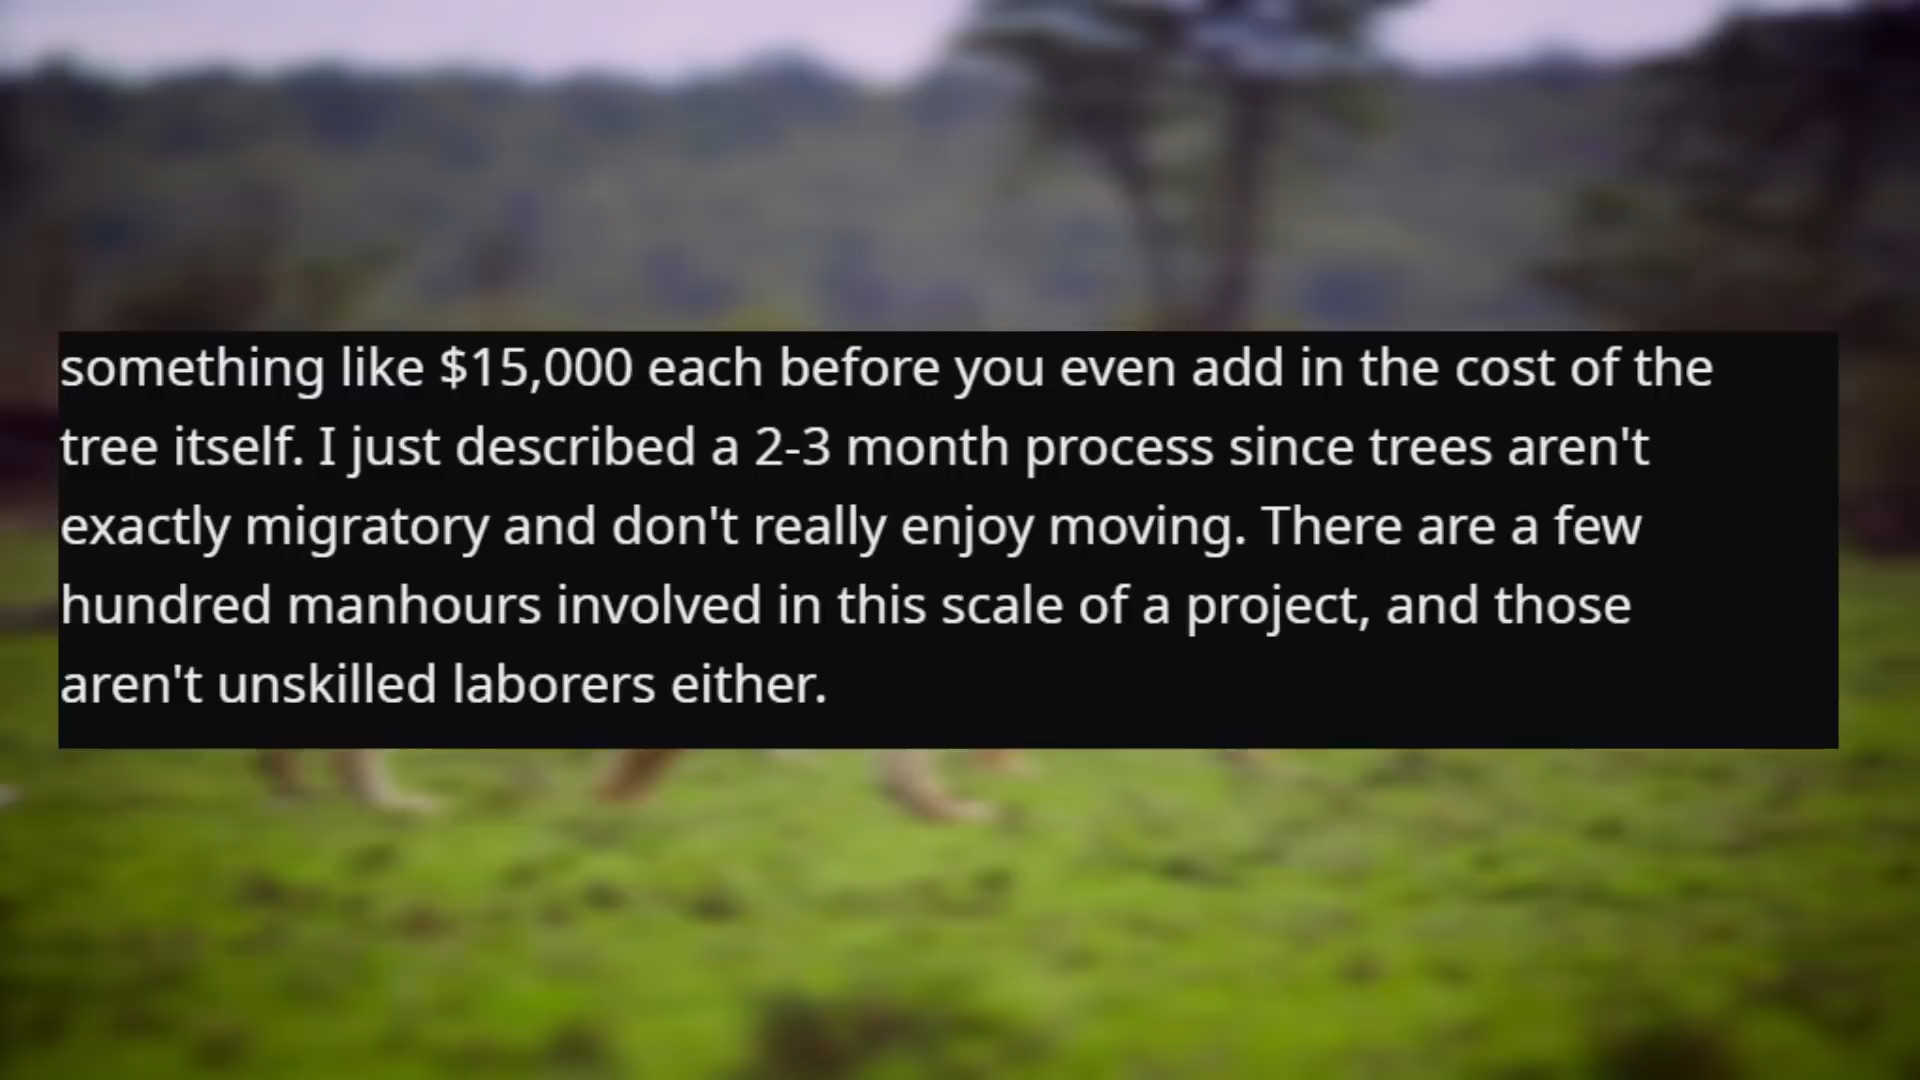 something like $15,000 each before you even add in the cost of the
tree itself. I just described a 2-3 month process since trees aren't
exactly migratory and don't really enjoy moving. There are a few
hundred manhours involved in this scale of a project, and those
aren't unskilled laborers either.